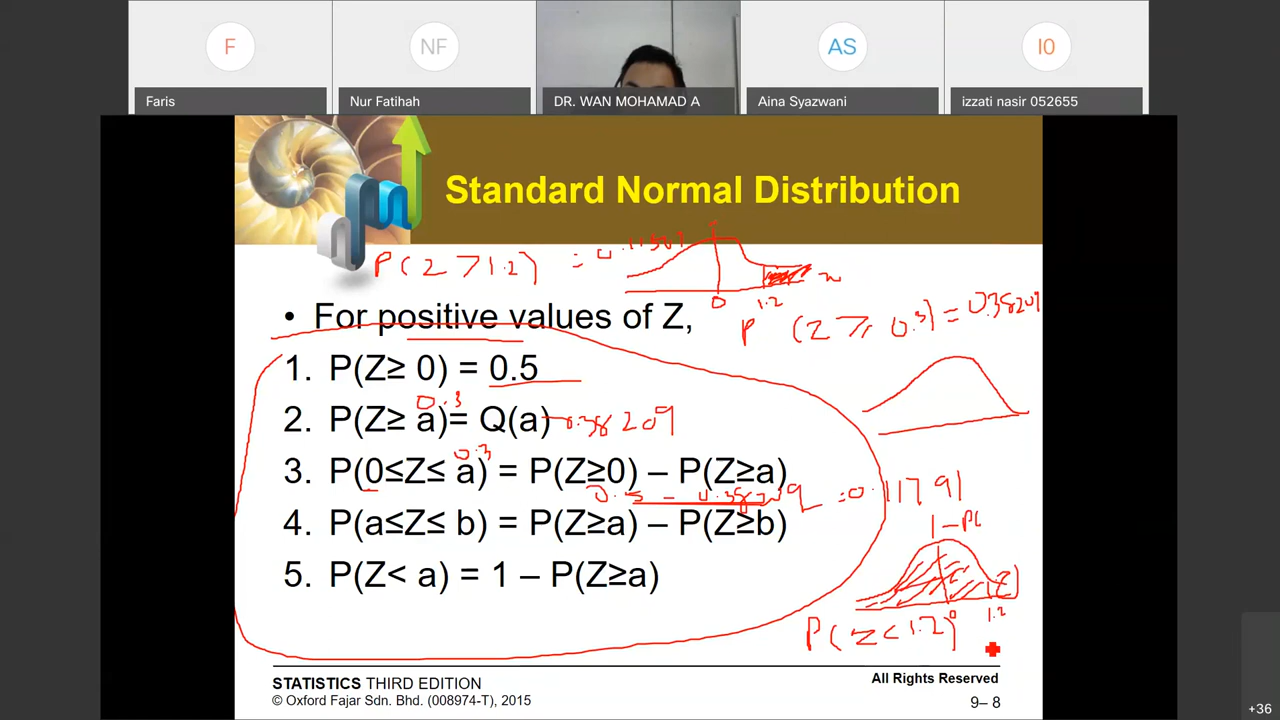 F
NF
AS
I0
Faris
Nur Fatihah
DR. WAN MOHAMAD A
Aina Syazwani
izzati nasir 052655
Standard Normal Distribution
P(Z > 1.2) =
0
1.2
• For positive values of Z,
P(Z ≥ 0.3) = 0.38209
1. P(Z≥ 0) = 0.5
0.3
2. P(Z≥ a)= Q(a) 0.38209
0.3
3. P(0≤Z≤ a) = P(Z≥0) – P(Z≥a)
0.5 – 0.38209 = 0.11791
4. P(a≤Z≤ b) = P(Z≥a) – P(Z≥b)
1 – P(
5. P(Z< a) = 1 – P(Z≥a)
0
1.2
P(Z < 1.2)
STATISTICS THIRD EDITION
© Oxford Fajar Sdn. Bhd. (008974-T), 2015
All Rights Reserved
9– 8
+36